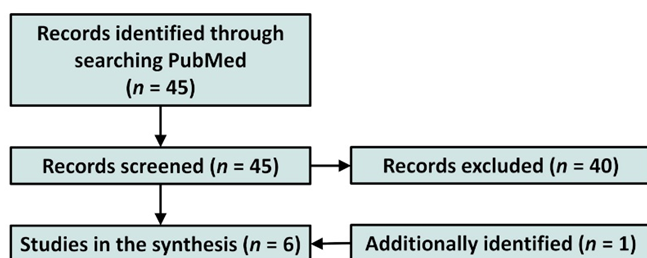 Records identified through
searching PubMed
(n = 45)
Records screened (n = 45)
Records excluded (n = 40)
Studies in the synthesis (n = 6)
Additionally identified (n = 1)